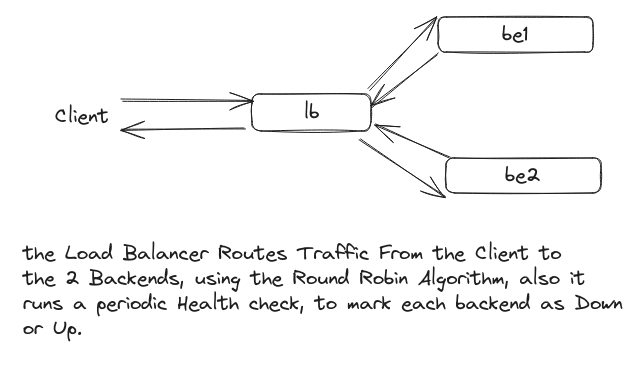 be1
lb
Client
be2
the Load Balancer Routes Traffic From the Client to
the 2 Backends, using the Round Robin Algorithm, also it
runs a periodic Health check, to mark each backend as Down
or Up.